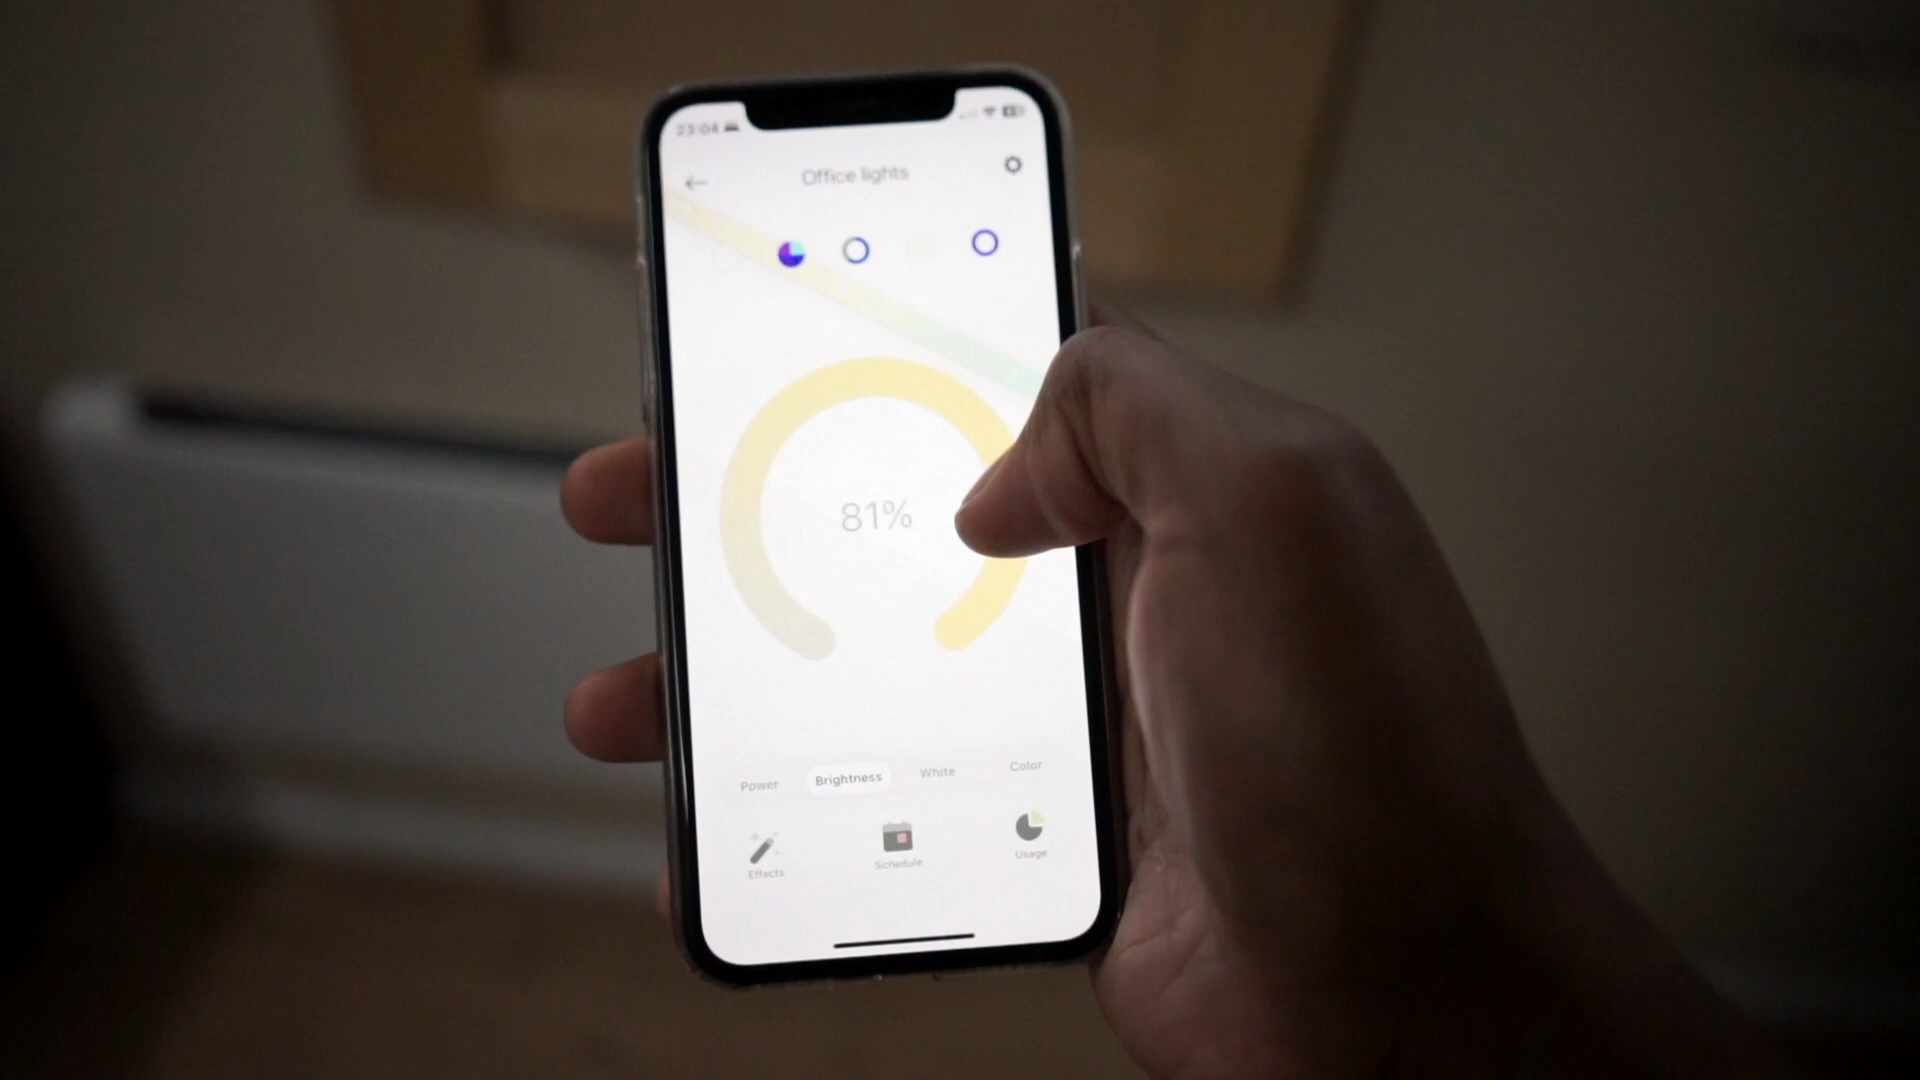 23:04
Office lights
81%
Power Brightness White Color
Effects Schedule Usage